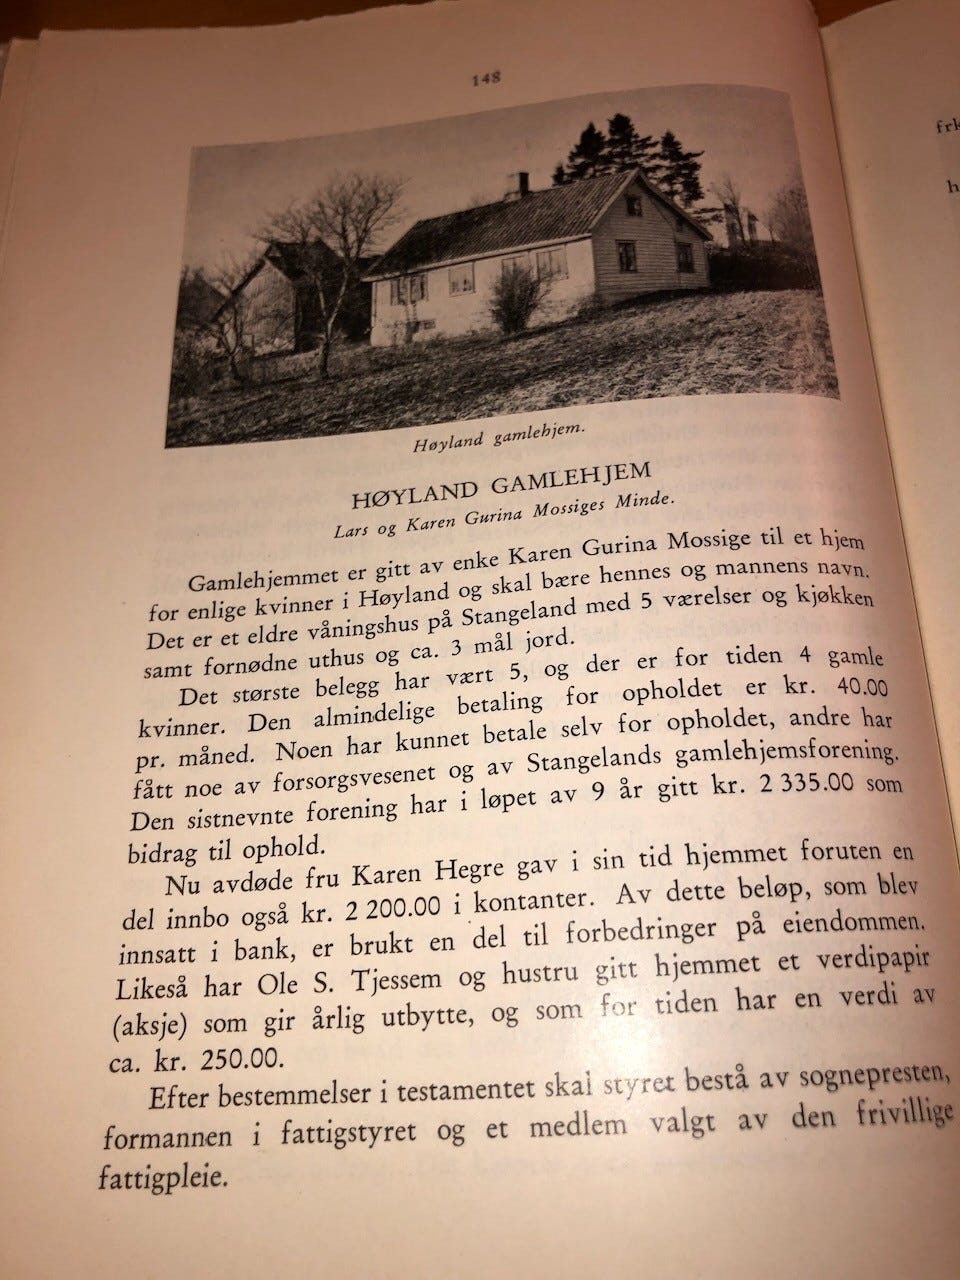 148
Høyland gamlehjem.
HØYLAND GAMLEHJEM
Lars og Karen Gurina Mossiges Minde.
Gamlehjemmet er gitt av enke Karen Gurina Mossige til et hjem
for enlige kvinner i Høyland og skal bære hennes og mannens navn.
Det er et eldre våningshus på Stangeland med 5 værelser og kjøkken
samt fornødne uthus og ca. 3 mål jord.
Det største belegg har vært 5, og der er for tiden 4 gamle
kvinner. Den almindelige betaling for opholdet er kr. 40.00
pr. måned. Noen har kunnet betale selv for opholdet, andre har
fått noe av forsorgsvesenet og av Stangelands gamlehjemsforening.
Den sistnevnte forening har i løpet av 9 år gitt kr. 2 335.00 som
bidrag til ophold.
Nu avdøde fru Karen Hegre gav i sin tid hjemmet foruten en
del innbo også kr. 2 200.00 i kontanter. Av dette beløp, som blev
innsatt i bank, er brukt en del til forbedringer på eiendommen.
Likeså har Ole S. Tjessem og hustru gitt hjemmet et verdipapir
(aksje) som gir årlig utbytte, og som for tiden har en verdi av
ca. kr. 250.00.
Efter bestemmelser i testamentet skal styret bestå av sognepresten,
formannen i fattigstyret og et medlem valgt av den frivillige
fattigpleie.
frk
h